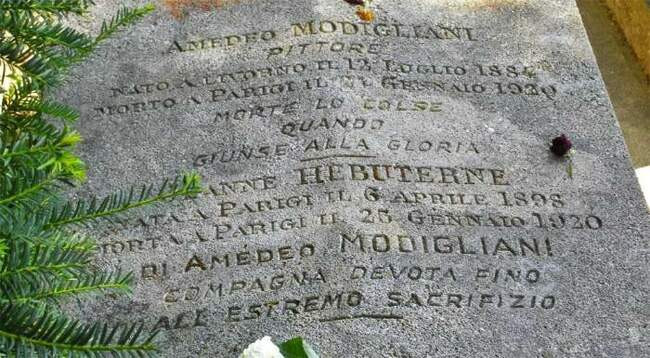 AMEDEO MODIGLIANI
PITTORE
NATO A LIVORNO IL 12 LUGLIO 1884
MORTO A PARIGI IL GENNAIO 1920
MORTE LO COLSE
QUANDO
GIUNSE ALLA GLORIA
HEBUTERNE
NATA A PARIGI IL 6 APRILE 1898
MORTA A PARIGI IL 25 GENNAIO 1920
DI AMEDEO MODIGLIANI
COMPAGNA DEVOTA FINO
ALL ESTREMO SACRIFIZIO